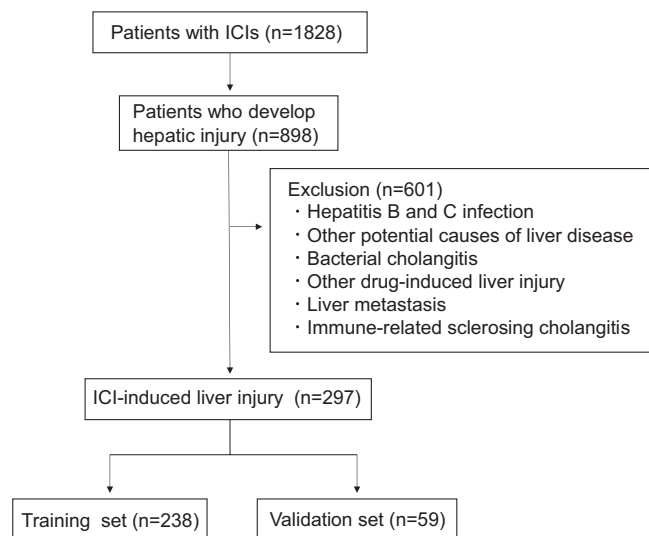 Patients with ICIs (n=1828)
Patients who develop
hepatic injury (n=898)
Exclusion (n=601)
・Hepatitis B and C infection
・Other potential causes of liver disease
・Bacterial cholangitis
・Other drug-induced liver injury
・Liver metastasis
・Immune-related sclerosing cholangitis
ICI-induced liver injury (n=297)
Training set (n=238)
Validation set (n=59)